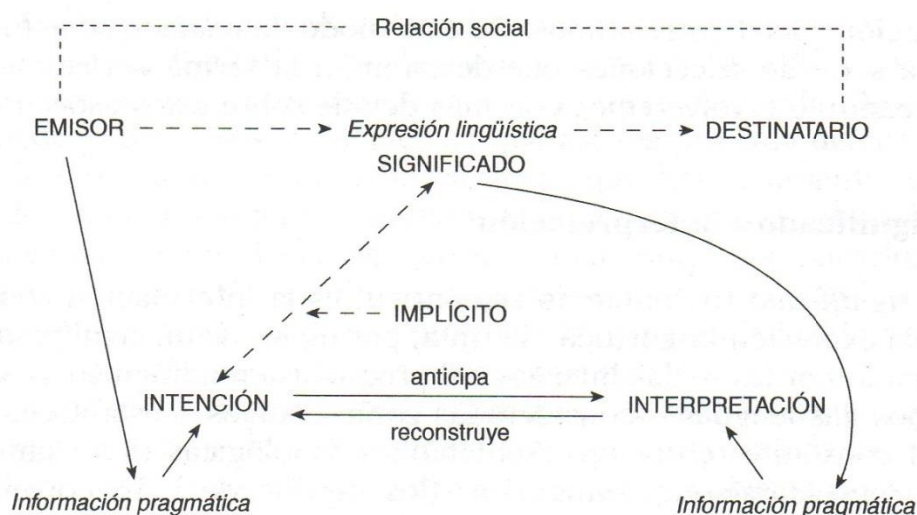 Relación social
EMISOR Expresión lingüística DESTINATARIO
SIGNIFICADO
IMPLÍCITO
anticipa
INTENCIÓN INTERPRETACIÓN
reconstruye
Información pragmática Información pragmática